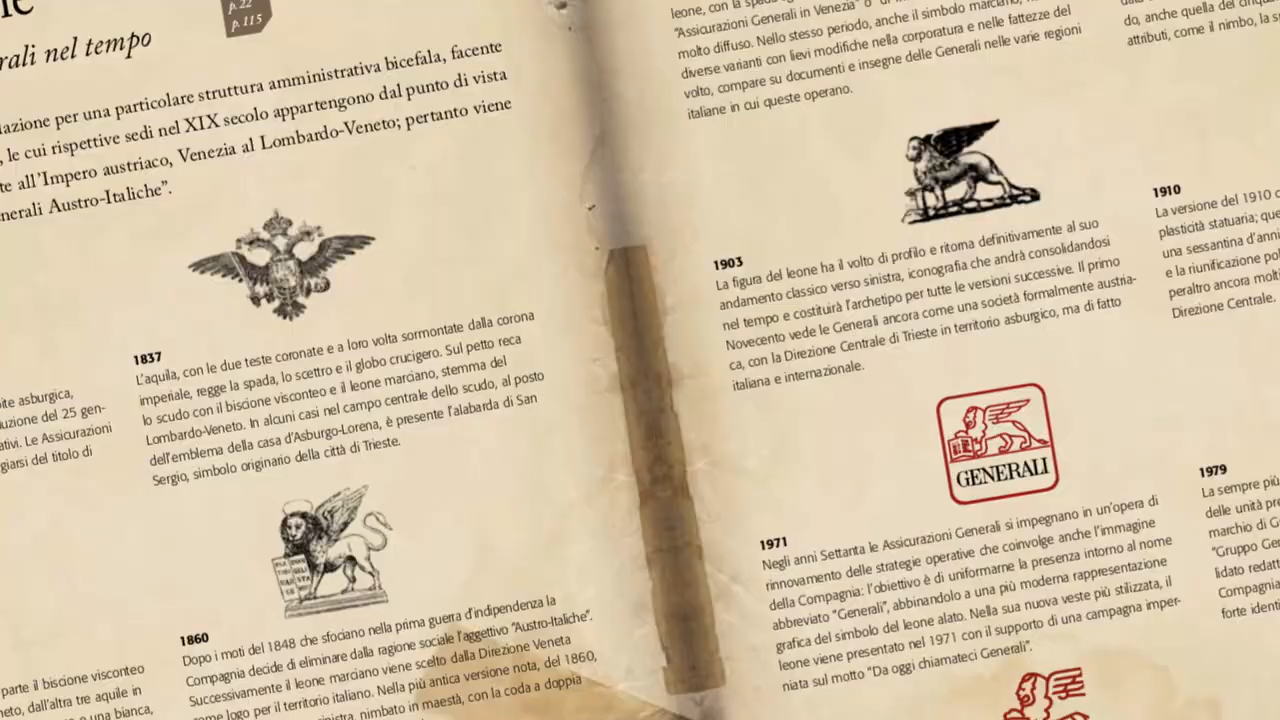 p.22
p.115
rali nel tempo
lazione per una particolare struttura amministrativa bicefala, facente
, le cui rispettive sedi nel XIX secolo appartengono dal punto di vista
te all'Impero austriaco, Venezia al Lombardo-Veneto; pertanto viene
nerali Austro-Italiche".
1837
L'aquila, con le due teste coronate e a loro volta sormontate dalla corona
imperiale, regge la spada, lo scettro e il globo crucigero. Sul petto reca
lo scudo con il biscione visconteo e il leone marciano, stemma del
Lombardo-Veneto. In alcuni casi nel campo centrale dello scudo, al posto
dell'emblema della casa d'Asburgo-Lorena, è presente l'alabarda di San
Sergio, simbolo originario della città di Trieste.
ite asburgica,
luzione del 25 gen-
ativi. Le Assicurazioni
giarsi del titolo di
1860
Dopo i moti del 1848 che sfociano nella prima guerra d'indipendenza la
Compagnia decide di eliminare dalla ragione sociale l'aggettivo "Austro-Italiche".
Successivamente il leone marciano viene scelto dalla Direzione Veneta
come logo per il territorio italiano. Nella più antica versione nota, del 1860,
nistra, nimbato in maestà, con la coda a doppia
parte il biscione visconteo
neto, dall'altra tre aquile in
o una bianca,
leone, con la
"Assicurazioni Generali in Venezia" o
molto diffuso. Nello stesso periodo, anche il simbolo marciano,
diverse varianti con lievi modifiche nella corporatura e nelle fattezze del
volto, compare su documenti e insegne delle Generali nelle varie regioni
italiane in cui queste operano.
1903
La figura del leone ha il volto di profilo e ritorna definitivamente al suo
andamento classico verso sinistra, iconografia che andrà consolidandosi
nel tempo e costituirà l'archetipo per tutte le versioni successive. Il primo
Novecento vede le Generali ancora come una società formalmente austria-
ca, con la Direzione Centrale di Trieste in territorio asburgico, ma di fatto
italiana e internazionale.
GENERALI
1971
Negli anni Settanta le Assicurazioni Generali si impegnano in un'opera di
rinnovamento delle strategie operative che coinvolge anche l'immagine
della Compagnia: l'obiettivo è di uniformarne la presenza intorno al nome
abbreviato "Generali", abbinandolo a una più moderna rappresentazione
grafica del simbolo del leone alato. Nella sua nuova veste più stilizzata, il
leone viene presentato nel 1971 con il supporto di una campagna imper-
niata sul motto "Da oggi chiamateci Generali".
do, anche quella del
attributi, come il nimbo, la
1910
La versione del 1910
plasticità statuaria; que
una sessantina d'anni
e la riunificazione pol
peraltro ancora molt
Direzione Centrale.
1979
La sempre più
delle unità pre
marchio di G
"Gruppo Gen
lidato redatt
Compagnia
forte identi